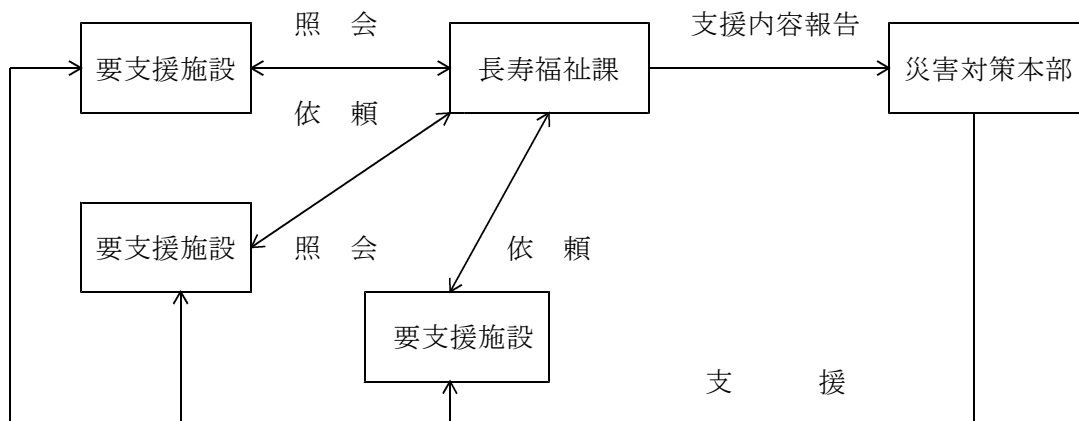 照　会
支援内容報告
要支援施設
長寿福祉課
災害対策本部
依　頼
要支援施設
照　会
依　頼
要支援施設
支　　援